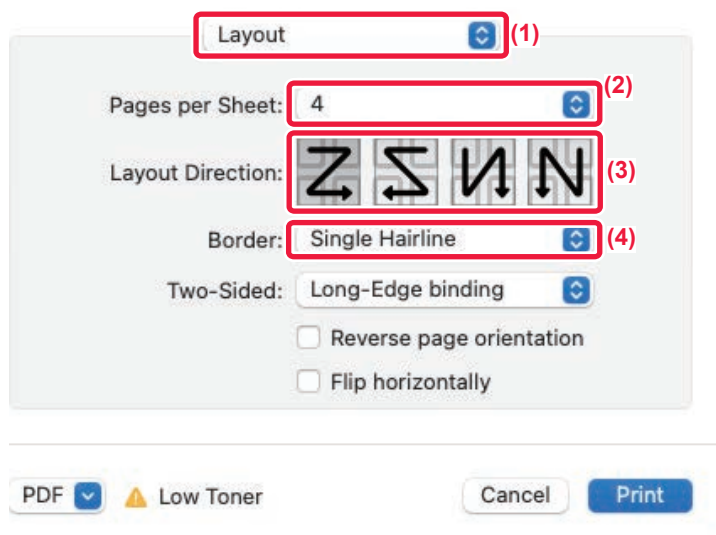 Layout (1)
Pages per Sheet: 4 (2)
Layout Direction: (3)
Border: Single Hairline (4)
Two-Sided: Long-Edge binding
Reverse page orientation
Flip horizontally
PDF Low Toner Cancel Print